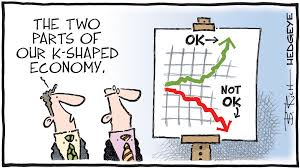 THE TWO
PARTS OF
OUR K-SHAPED
ECONOMY.
OK
NOT
OK
© HEDGEYE